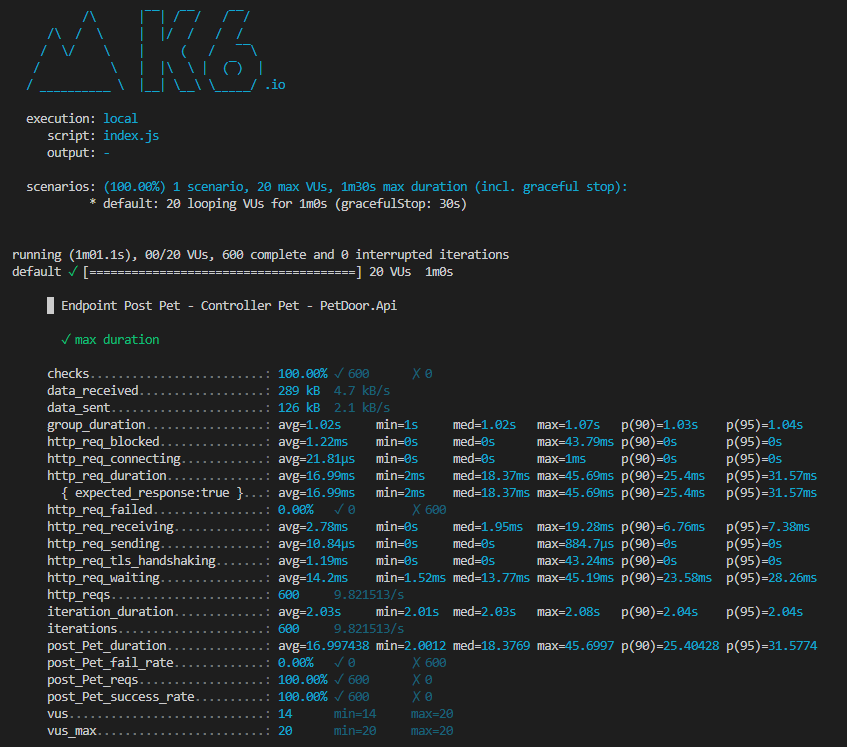 /\      |‾‾| /‾‾/   /‾‾/
     /\  /  \     |  |/  /   /  /
    /  \/    \    |     (   /   ‾‾\
   /          \   |  |\  \ |  (‾)  |
  / __________ \  |__| \__\ \_____/ .io
execution: local
script: index.js
output: -
scenarios: (100.00%) 1 scenario, 20 max VUs, 1m30s max duration (incl. graceful stop):
* default: 20 looping VUs for 1m0s (gracefulStop: 30s)
running (1m01.1s), 00/20 VUs, 600 complete and 0 interrupted iterations
default ✓ [======================================] 20 VUs  1m0s
█ Endpoint Post Pet - Controller Pet - PetDoor.Api
✓ max duration
checks.........................: 100.00% ✓ 600      ✗ 0
data_received..................: 289 kB  4.7 kB/s
data_sent......................: 126 kB  2.1 kB/s
group_duration.................: avg=1.02s     min=1s     med=1.02s   max=1.07s   p(90)=1.03s    p(95)=1.04s
http_req_blocked...............: avg=1.22ms    min=0s     med=0s      max=43.79ms p(90)=0s       p(95)=0s
http_req_connecting............: avg=21.81µs   min=0s     med=0s      max=1ms     p(90)=0s       p(95)=0s
http_req_duration..............: avg=16.99ms   min=2ms    med=18.37ms max=45.69ms p(90)=25.4ms   p(95)=31.57ms
{ expected_response:true }...: avg=16.99ms   min=2ms    med=18.37ms max=45.69ms p(90)=25.4ms   p(95)=31.57ms
http_req_failed................: 0.00%   ✓ 0        ✗ 600
http_req_receiving.............: avg=2.78ms    min=0s     med=1.95ms  max=19.28ms p(90)=6.76ms   p(95)=7.38ms
http_req_sending...............: avg=10.84µs   min=0s     med=0s      max=884.7µs p(90)=0s       p(95)=0s
http_req_tls_handshaking.......: avg=1.19ms    min=0s     med=0s      max=43.24ms p(90)=0s       p(95)=0s
http_req_waiting...............: avg=14.2ms    min=1.52ms med=13.77ms max=45.19ms p(90)=23.58ms  p(95)=28.26ms
http_reqs......................: 600     9.821513/s
iteration_duration.............: avg=2.03s     min=2.01s  med=2.03s   max=2.08s   p(90)=2.04s    p(95)=2.04s
iterations.....................: 600     9.821513/s
post_Pet_duration..............: avg=16.997438 min=2.0012 med=18.3769 max=45.6997 p(90)=25.40428 p(95)=31.5774
post_Pet_fail_rate.............: 0.00%   ✓ 0        ✗ 600
post_Pet_reqs..................: 100.00% ✓ 600      ✗ 0
post_Pet_success_rate..........: 100.00% ✓ 600      ✗ 0
vus............................: 14      min=14     max=20
vus_max........................: 20      min=20     max=20